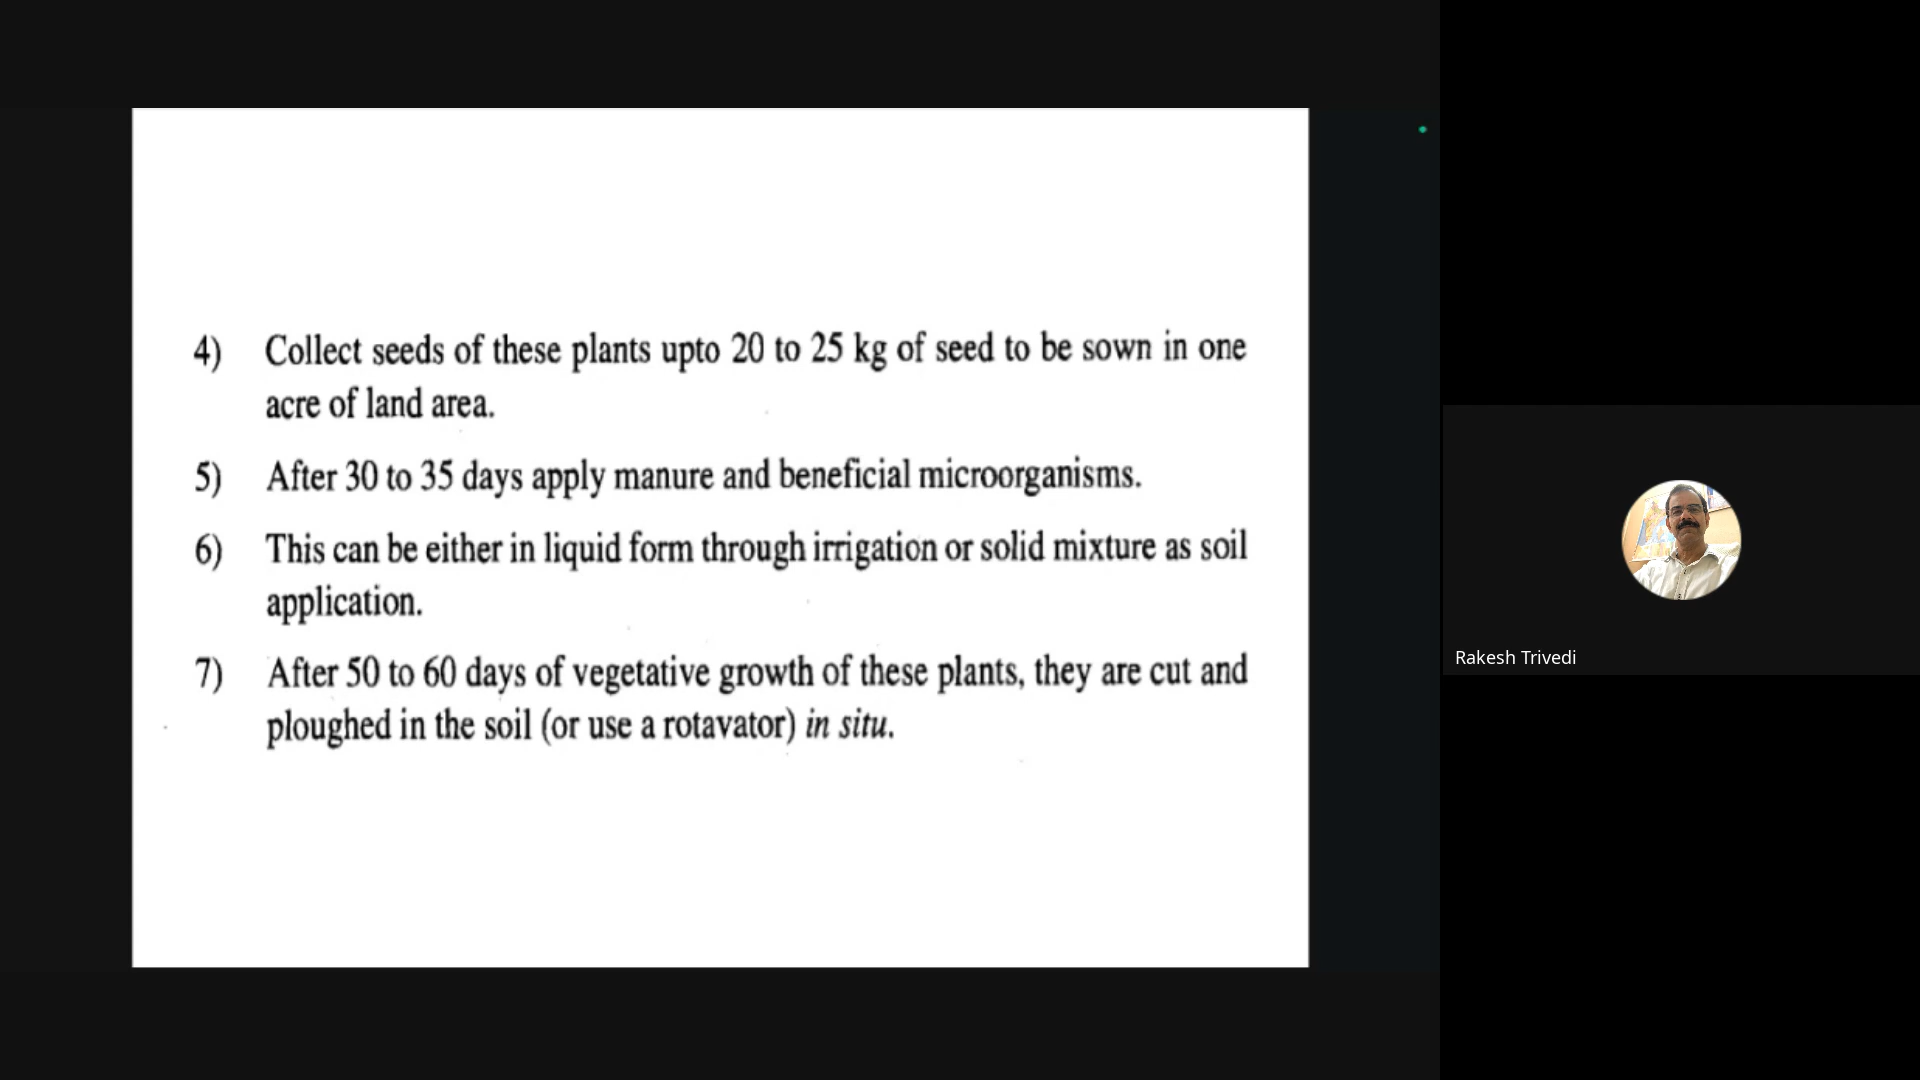 4) Collect seeds of these plants upto 20 to 25 kg of seed to be sown in one
acre of land area.
5) After 30 to 35 days apply manure and beneficial microorganisms.
6) This can be either in liquid form through irrigation or solid mixture as soil
application.
7) After 50 to 60 days of vegetative growth of these plants, they are cut and
ploughed in the soil (or use a rotavator) in situ.
Rakesh Trivedi